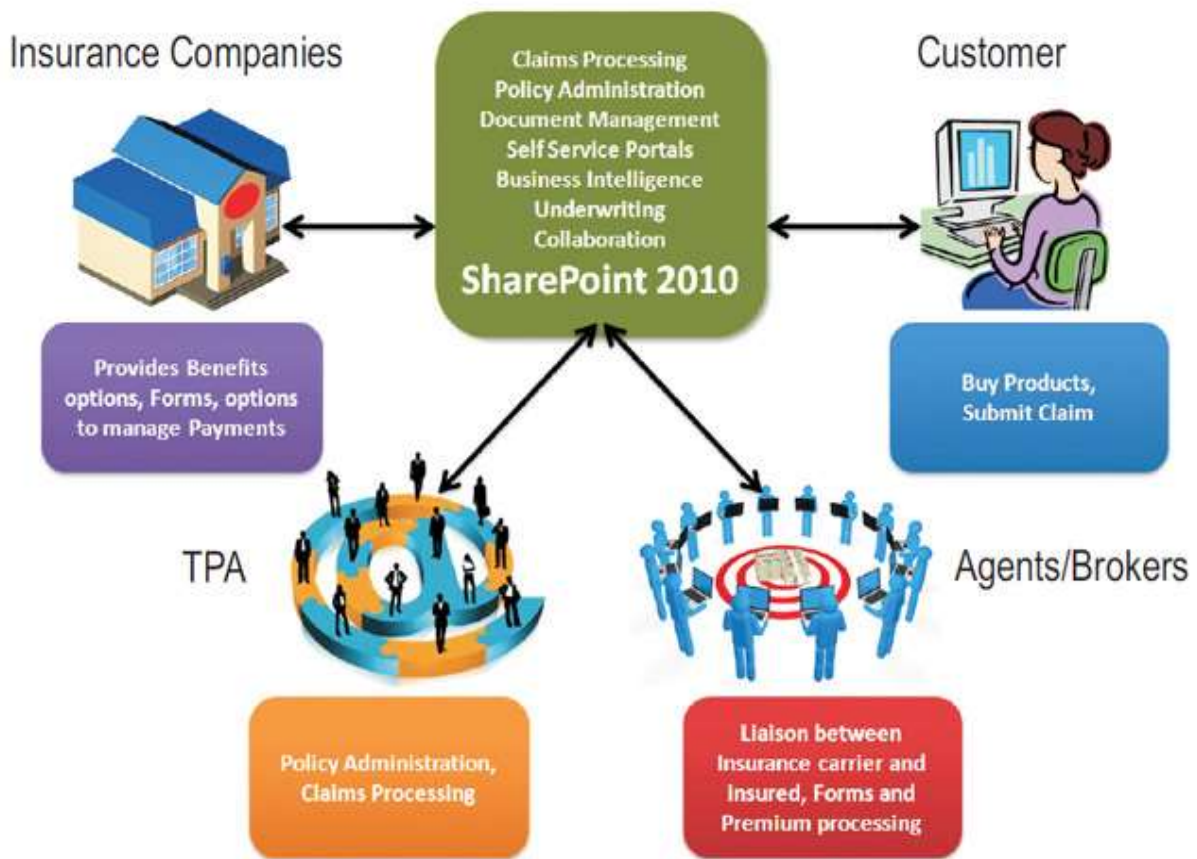 Insurance Companies
Claims Processing
Policy Administration
Document Management
Self Service Portals
Business Intelligence
Underwriting
Collaboration
SharePoint 2010
Customer
Provides Benefits
options, Forms, options
to manage Payments
Buy Products,
Submit Claim
TPA
Agents/Brokers
Policy Administration,
Claims Processing
Liaison between
Insurance carrier and
Insured, Forms and
Premium processing